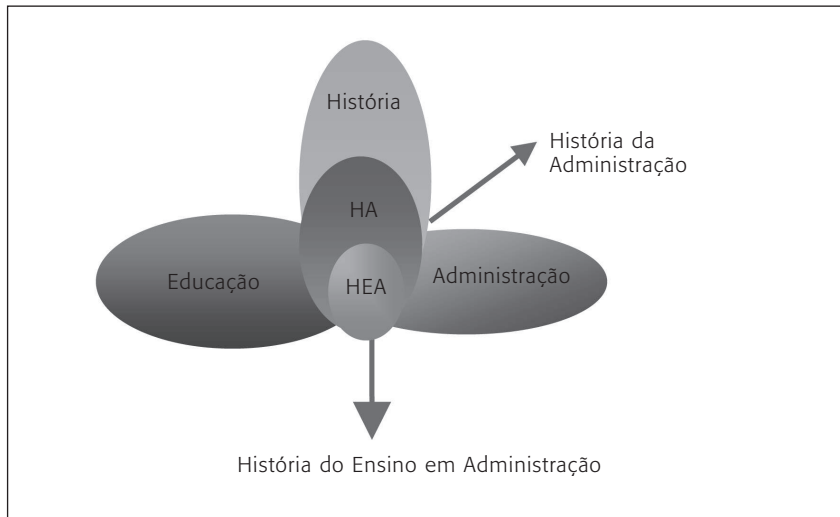 História
História da
Administração
HA
Educação
HEA
Administração
História do Ensino em Administração